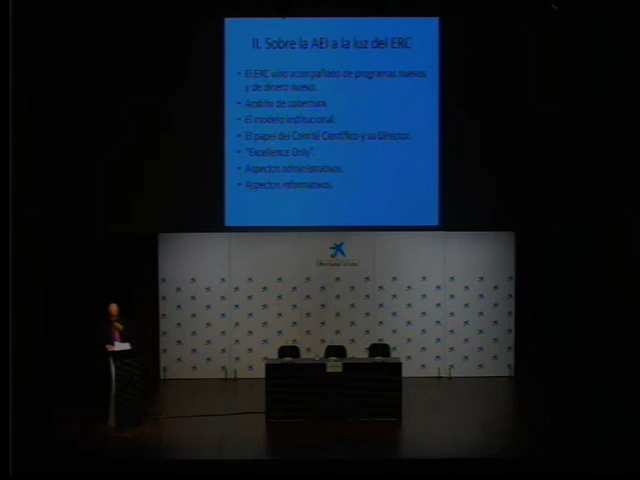 II. Sobre la AEI a la luz del ERC
• El ERC vino acompañado de programas nuevos
y de dinero nuevo.
• Ámbito de cobertura.
• El modelo institucional.
• El papel del Comité Científico y su Director.
• "Excellence Only".
• Aspectos administrativos.
• Aspectos informativos.